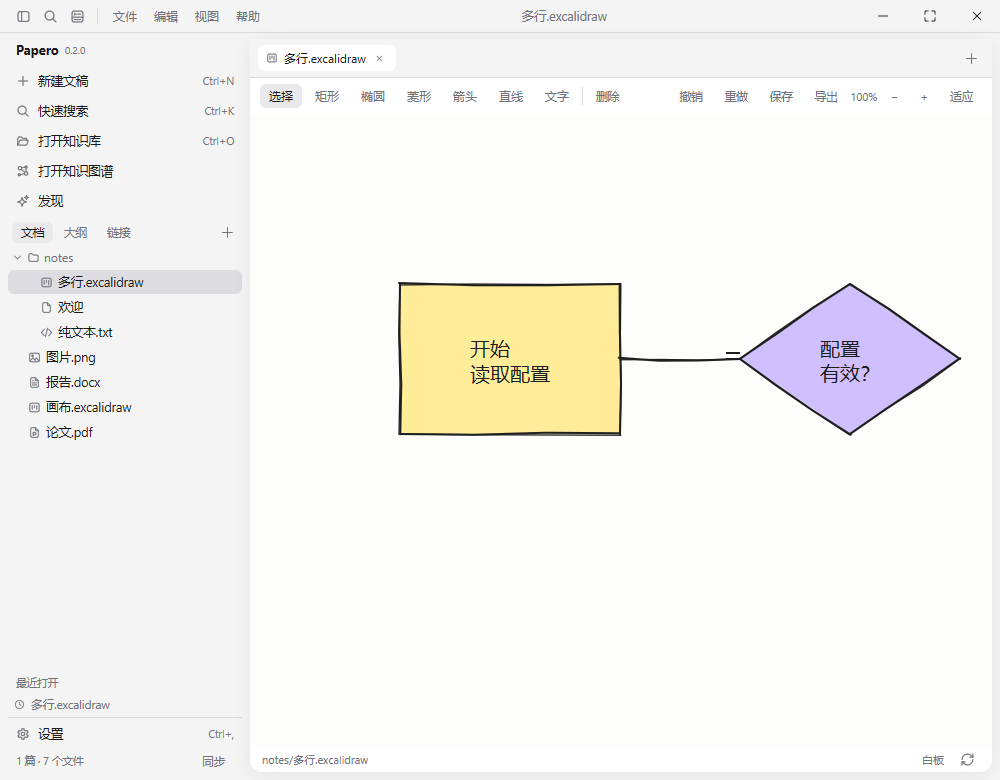 文件 编辑 视图 帮助 多行.excalidraw
Papero 0.2.0
新建文稿 Ctrl+N
快速搜索 Ctrl+K
打开知识库 Ctrl+O
打开知识图谱
发现
文档 大纲 链接
notes
多行.excalidraw
欢迎
纯文本.txt
图片.png
报告.docx
画布.excalidraw
论文.pdf
最近打开
多行.excalidraw
设置 Ctrl+,
1 篇 · 7 个文件 同步
多行.excalidraw
选择 矩形 椭圆 菱形 箭头 直线 文字 删除 撤销 重做 保存 导出 100% − + 适应
开始
读取配置
配置
有效?
notes/多行.excalidraw 白板